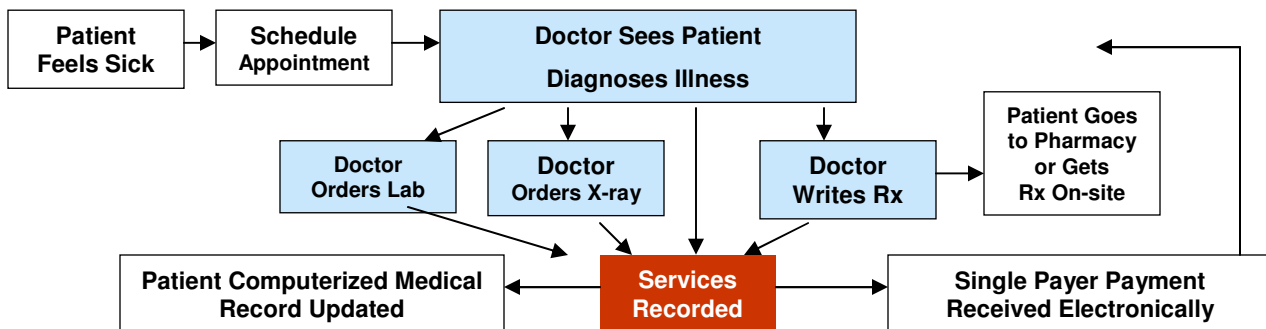 Patient
Feels Sick
Schedule
Appointment
Doctor Sees Patient
Diagnoses Illness
Doctor
Orders Lab
Doctor
Orders X-ray
Doctor
Writes Rx
Patient Goes
to Pharmacy
or Gets
Rx On-site
Patient Computerized Medical
Record Updated
Services
Recorded
Single Payer Payment
Received Electronically